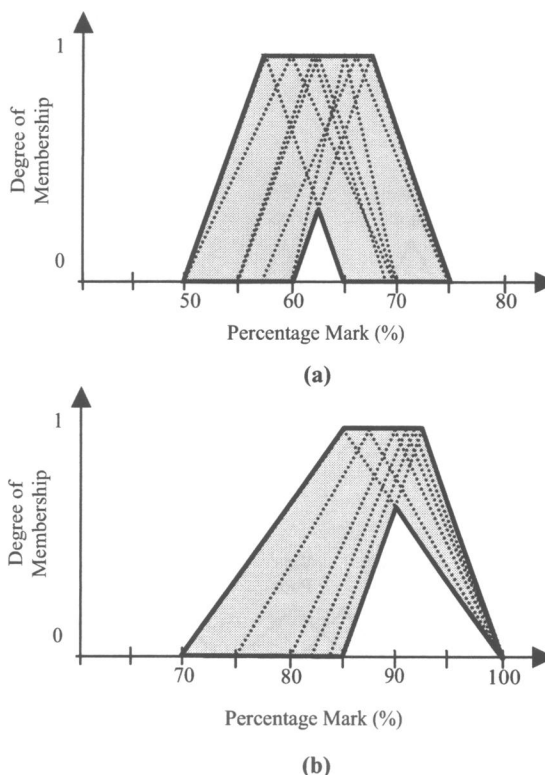 1
Degree of
Membership
0
50 60 70 80
Percentage Mark (%)
(a)
1
Degree of
Membership
0
70 80 90 100
Percentage Mark (%)
(b)